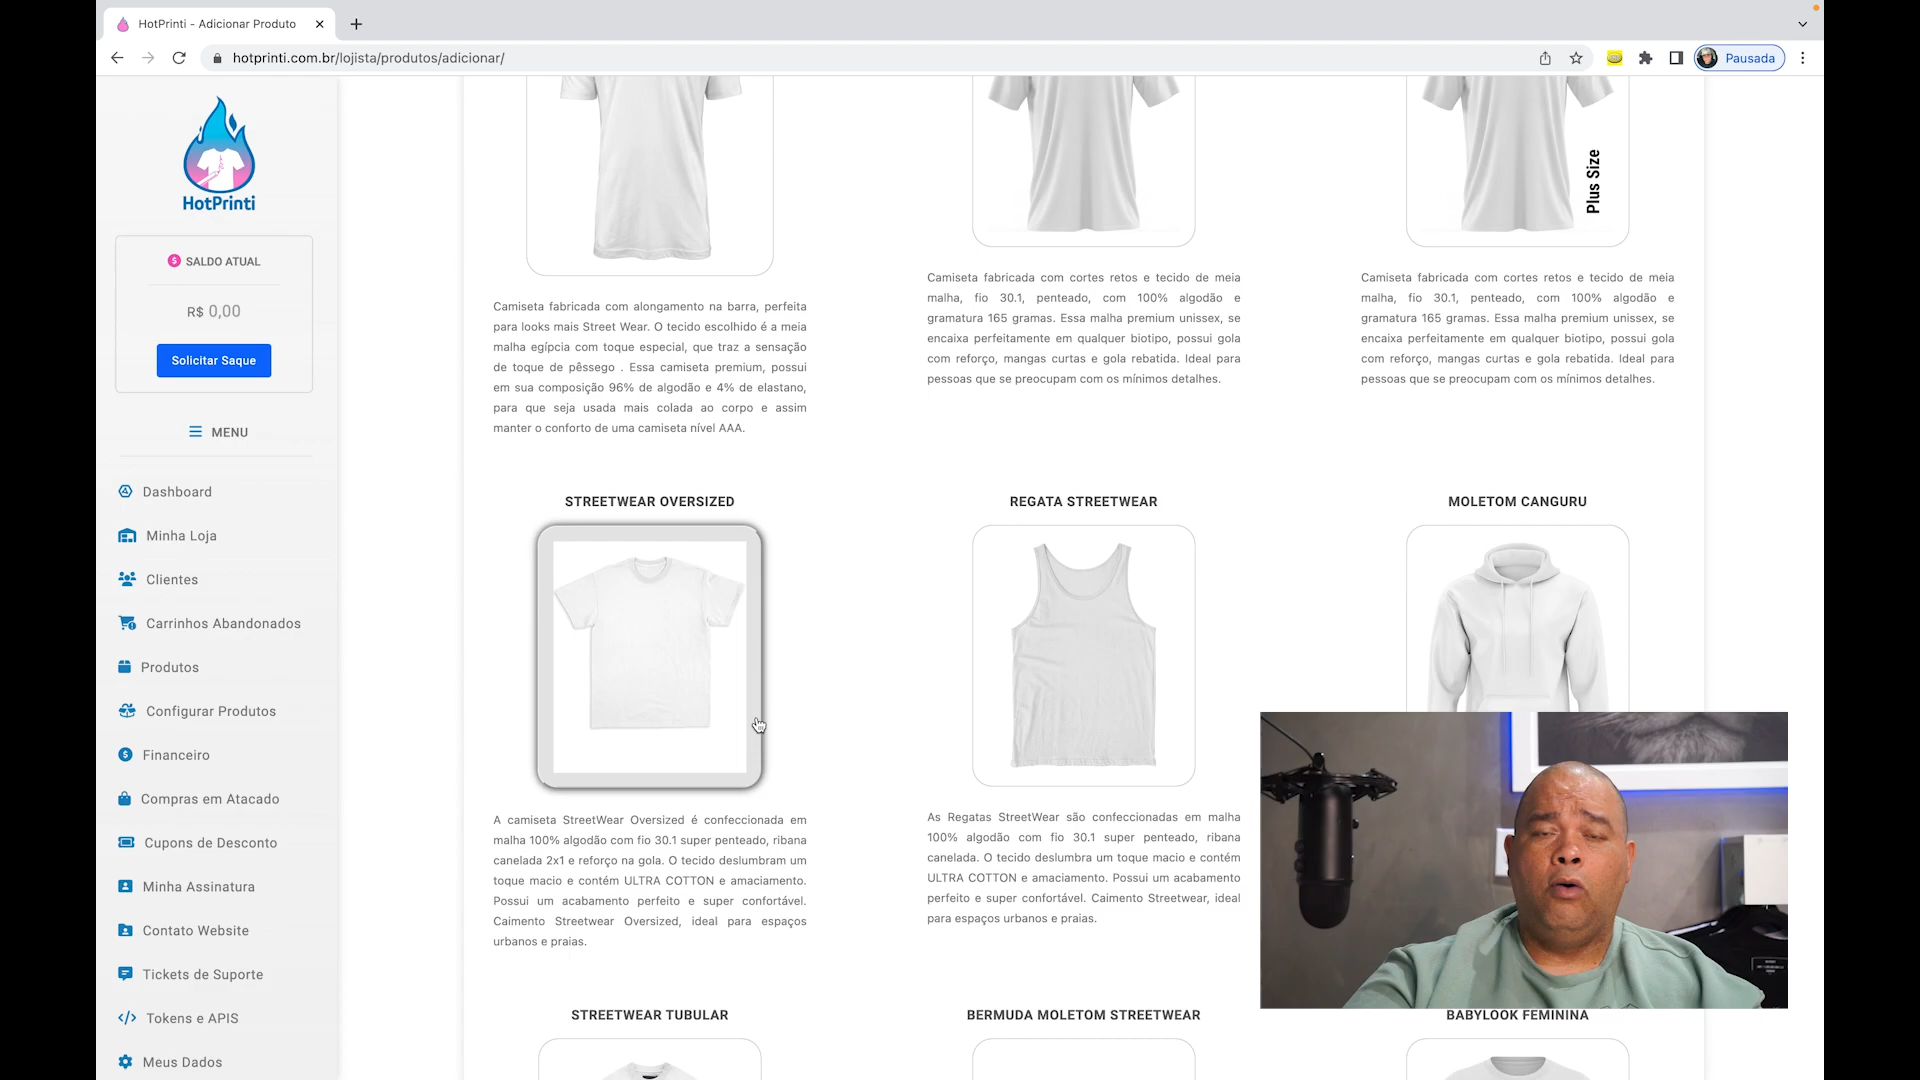 HotPrinti - Adicionar Produto
hotprinti.com.br/lojista/produtos/adicionar/
Pausada
HotPrinti
SALDO ATUAL
R$ 0,00
Solicitar Saque
MENU
Dashboard
Minha Loja
Clientes
Carrinhos Abandonados
Produtos
Configurar Produtos
Financeiro
Compras em Atacado
Cupons de Desconto
Minha Assinatura
Contato Website
Tickets de Suporte
Tokens e APIS
Meus Dados
Plus Size
Camiseta fabricada com alongamento na barra, perfeita
para looks mais Street Wear. O tecido escolhido é a meia
malha egípcia com toque especial, que traz a sensação
de toque de pêssego . Essa camiseta premium, possui
em sua composição 96% de algodão e 4% de elastano,
para que seja usada mais colada ao corpo e assim
manter o conforto de uma camiseta nível AAA.
Camiseta fabricada com cortes retos e tecido de meia
malha, fio 30.1, penteado, com 100% algodão e
gramatura 165 gramas. Essa malha premium unissex, se
encaixa perfeitamente em qualquer biotipo, possui gola
com reforço, mangas curtas e gola rebatida. Ideal para
pessoas que se preocupam com os mínimos detalhes.
Camiseta fabricada com cortes retos e tecido de meia
malha, fio 30.1, penteado, com 100% algodão e
gramatura 165 gramas. Essa malha premium unissex, se
encaixa perfeitamente em qualquer biotipo, possui gola
com reforço, mangas curtas e gola rebatida. Ideal para
pessoas que se preocupam com os mínimos detalhes.
STREETWEAR OVERSIZED
A camiseta StreetWear Oversized é confeccionada em
malha 100% algodão com fio 30.1 super penteado, ribana
canelada 2x1 e reforço na gola. O tecido deslumbram um
toque macio e contém ULTRA COTTON e amaciamento.
Possui um acabamento perfeito e super confortável.
Caimento Streetwear Oversized, ideal para espaços
urbanos e praias.
REGATA STREETWEAR
As Regatas StreetWear são confeccionadas em malha
100% algodão com fio 30.1 super penteado, ribana
canelada. O tecido deslumbra um toque macio e contém
ULTRA COTTON e amaciamento. Possui um acabamento
perfeito e super confortável. Caimento Streetwear, ideal
para espaços urbanos e praias.
MOLETOM CANGURU
STREETWEAR TUBULAR
BERMUDA MOLETOM STREETWEAR
BABYLOOK FEMININA